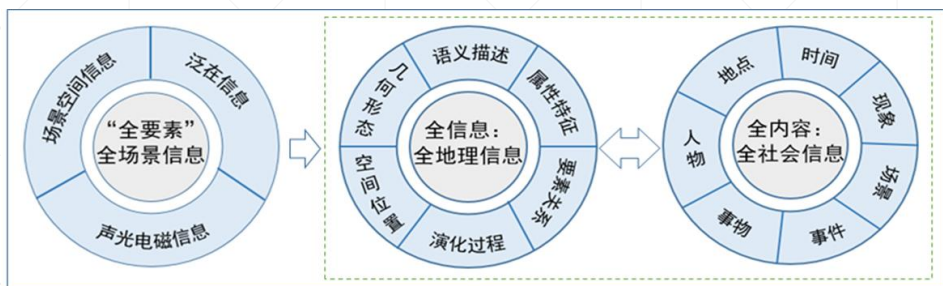 场景空间信息
泛在信息
声光电磁信息
“全要素”
全场景信息
语义描述
属性特征
要素关系
演化过程
空间位置
几何形态
全信息：
全地理信息
时间
现象
场景
事件
事物
人物
地点
全内容：
全社会信息